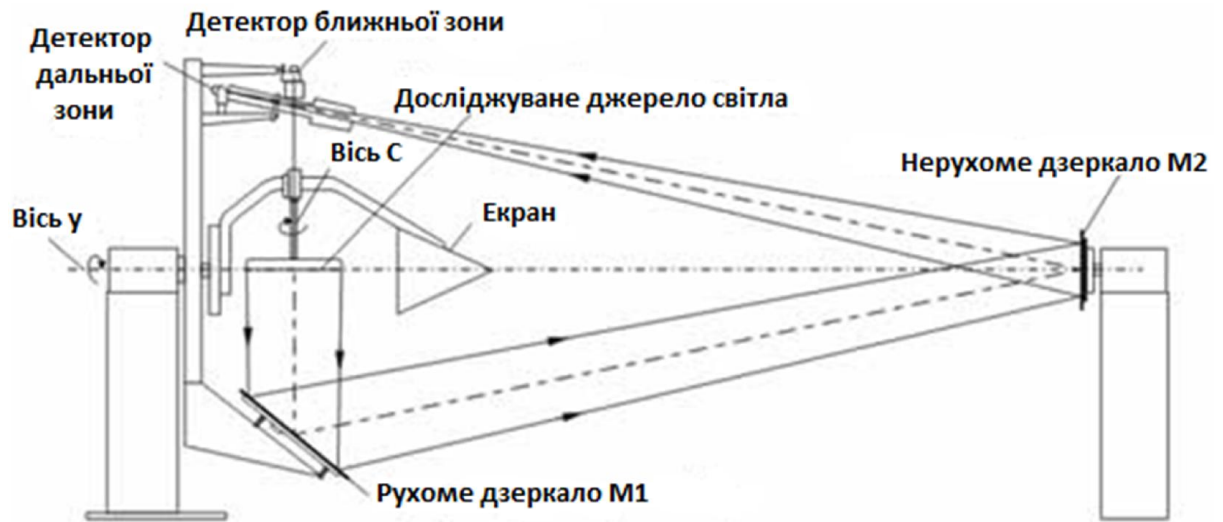 Детектор ближньої зони
Детектор
дальньої
зони
Досліджуване джерело світла
Вісь С
Нерухоме дзеркало М2
Вісь у
Екран
Рухоме дзеркало М1